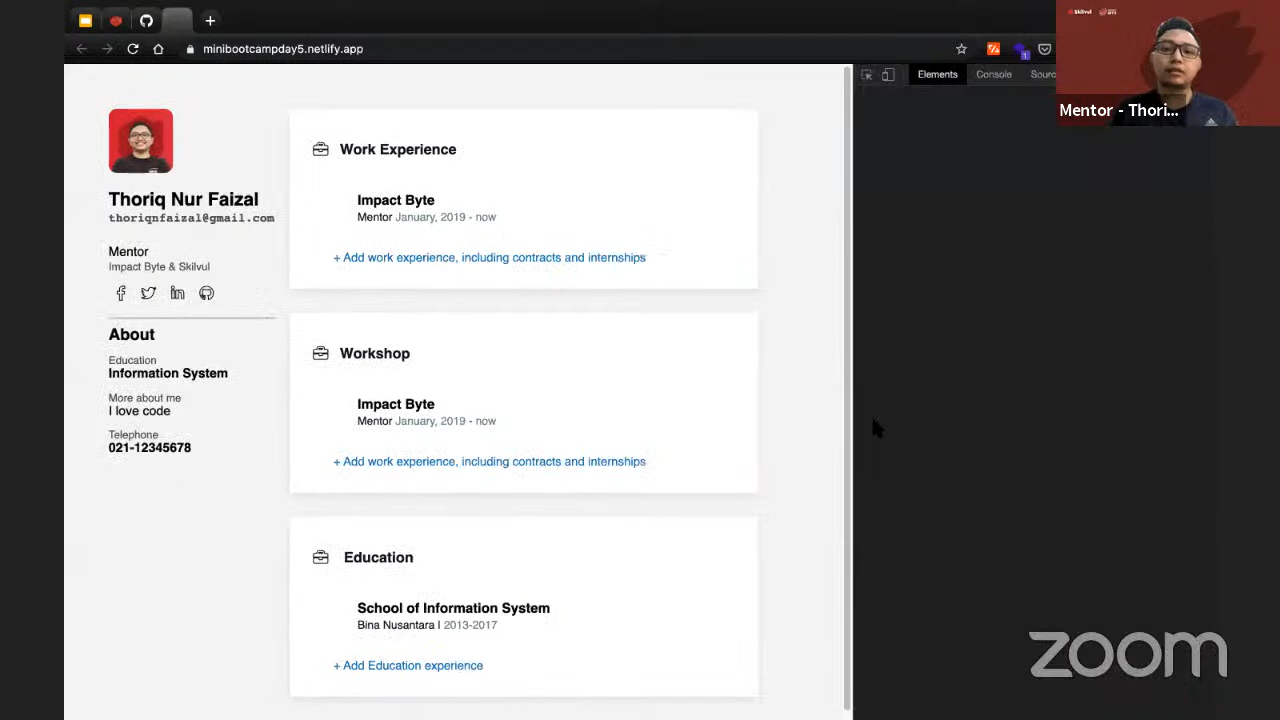 minibootcampday5.netlify.app
Elements
Console
Sourc
Skilvul
Mentor - Thori...
Thoriq Nur Faizal
thoriqnfaizal@gmail.com
Mentor
Impact Byte & Skilvul
About
Education
Information System
More about me
I love code
Telephone
021-12345678
Work Experience
Impact Byte
Mentor January, 2019 - now
+ Add work experience, including contracts and internships
Workshop
Impact Byte
Mentor January, 2019 - now
+ Add work experience, including contracts and internships
Education
School of Information System
Bina Nusantara | 2013-2017
+ Add Education experience
zoom